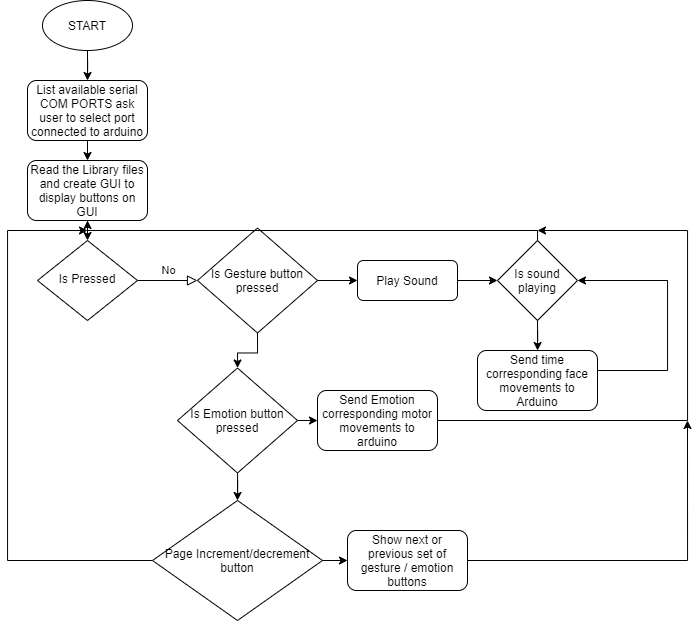 START
List available serial
COM PORTS ask
user to select port
connected to arduino
Read the Library files
and create GUI to
display buttons on
GUI
Is Pressed
No
Is Gesture button
pressed
Play Sound
Is sound
playing
Send time
corresponding face
movements to
Arduino
Is Emotion button
pressed
Send Emotion
corresponding motor
movements to
arduino
Page Increment/decrement
button
Show next or
previous set of
gesture / emotion
buttons